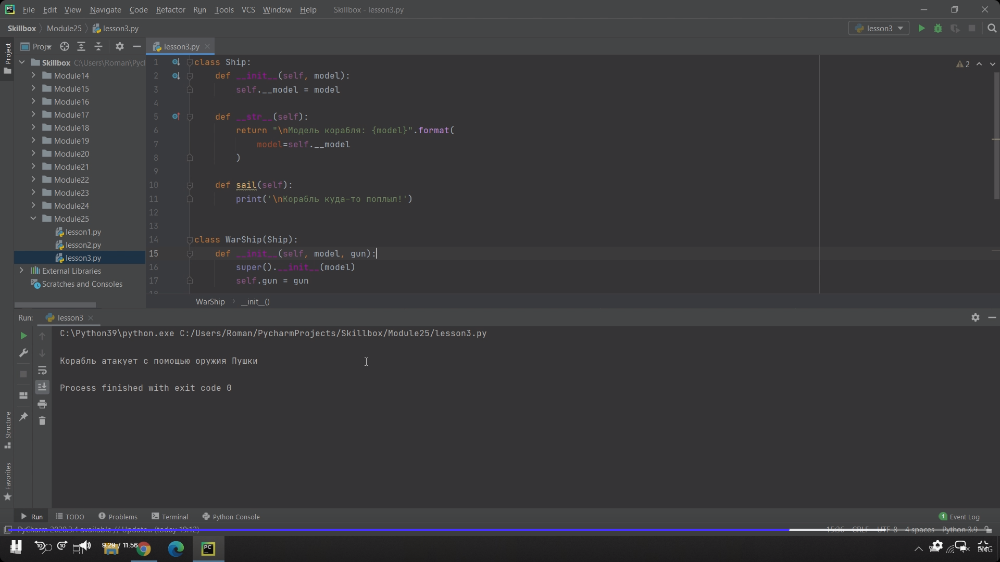 File Edit View Navigate Code Refactor Run Tools VCS Window Help Skillbox - lesson3.py
Skillbox Module25 lesson3.py lesson3
Project
Proj lesson3.py
Skillbox C:\Users\Roman\Pycl
Module14
Module15
Module16
Module17
Module18
Module19
Module20
Module21
Module22
Module23
Module24
Module25
lesson1.py
lesson2.py
lesson3.py
External Libraries
Scratches and Consoles
1 class Ship:
2 def __init__(self, model):
3 self.__model = model
4
5 def __str__(self):
6 return "\nМодель корабля: {model}".format(
7 model=self.__model
8 )
9
10 def sail(self):
11 print('\nКорабль куда-то поплыл!')
12
13
14 class WarShip(Ship):
15 def __init__(self, model, gun):
16 super().__init__(model)
17 self.gun = gun
18
2
WarShip __init__()
Run: lesson3
C:\Python39\python.exe C:/Users/Roman/PycharmProjects/Skillbox/Module25/lesson3.py
Корабль атакует с помощью оружия Пушки
Process finished with exit code 0
Structure
Favorites
Run TODO Problems Terminal Python Console 1 Event Log
PyCharm 2020.3.4 available // Update... (today 19:12) 15:36 CRLF UTF-8 4 spaces Python 3.9
10 10 9:29 / 11:56 PC ENG